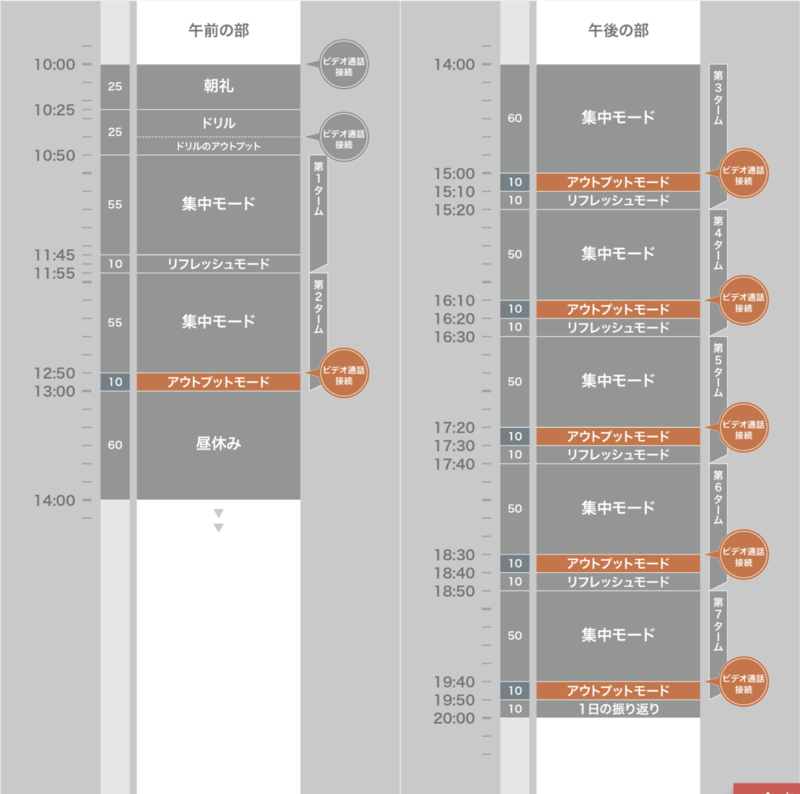 午前の部
10:00
25
朝礼
ビデオ通話
接続
10:25
25
ドリル
ドリルのアウトプット
ビデオ通話
接続
10:50
55
集中モード
第1ターム
11:45
10
リフレッシュモード
11:55
55
集中モード
第2ターム
12:50
10
アウトプットモード
ビデオ通話
接続
13:00
60
昼休み
14:00
午後の部
14:00
60
集中モード
第3ターム
15:00
10
アウトプットモード
ビデオ通話
接続
15:10
10
リフレッシュモード
15:20
50
集中モード
第4ターム
16:10
10
アウトプットモード
ビデオ通話
接続
16:20
10
リフレッシュモード
16:30
50
集中モード
第5ターム
17:20
10
アウトプットモード
ビデオ通話
接続
17:30
10
リフレッシュモード
17:40
50
集中モード
第6ターム
18:30
10
アウトプットモード
ビデオ通話
接続
18:40
10
リフレッシュモード
18:50
50
集中モード
第7ターム
19:40
10
アウトプットモード
ビデオ通話
接続
19:50
10
1日の振り返り
20:00